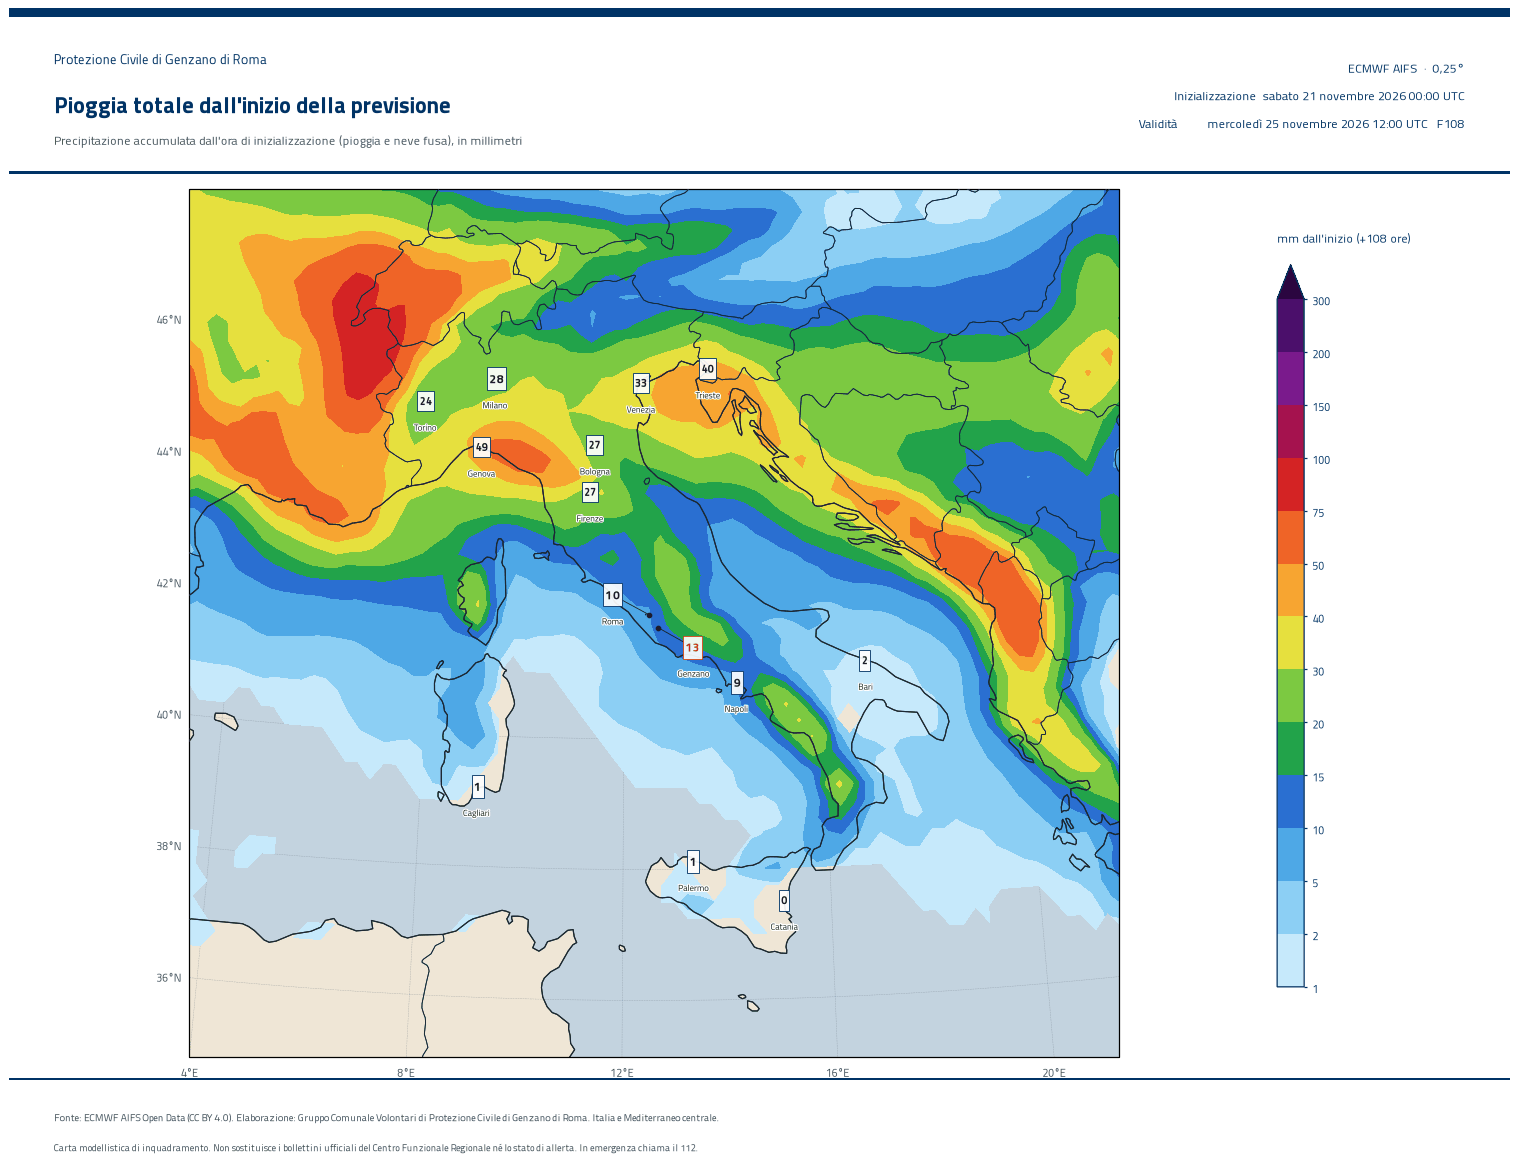 Protezione Civile di Genzano di Roma
Pioggia totale dall'inizio della previsione
Precipitazione accumulata dall'ora di inizializzazione (pioggia e neve fusa), in millimetri
ECMWF AIFS · 0,25°
Inizializzazione sabato 21 novembre 2026 00:00 UTC
Validità mercoledì 25 novembre 2026 12:00 UTC F108
mm dall'inizio (+108 ore)
300
200
150
100
75
50
40
30
20
15
10
5
2
1
46°N
44°N
42°N
40°N
38°N
36°N
4°E
8°E
12°E
16°E
20°E
24
Torino
28
Milano
33
Venezia
40
Trieste
49
Genova
27
Bologna
27
Firenze
10
Roma
13
Genzano
9
Napoli
2
Bari
1
Cagliari
1
Palermo
0
Catania
Fonte: ECMWF AIFS Open Data (CC BY 4.0). Elaborazione: Gruppo Comunale Volontari di Protezione Civile di Genzano di Roma. Italia e Mediterraneo centrale.
Carta modellistica di inquadramento. Non sostituisce i bollettini ufficiali del Centro Funzionale Regionale né lo stato di allerta. In emergenza chiama il 112.